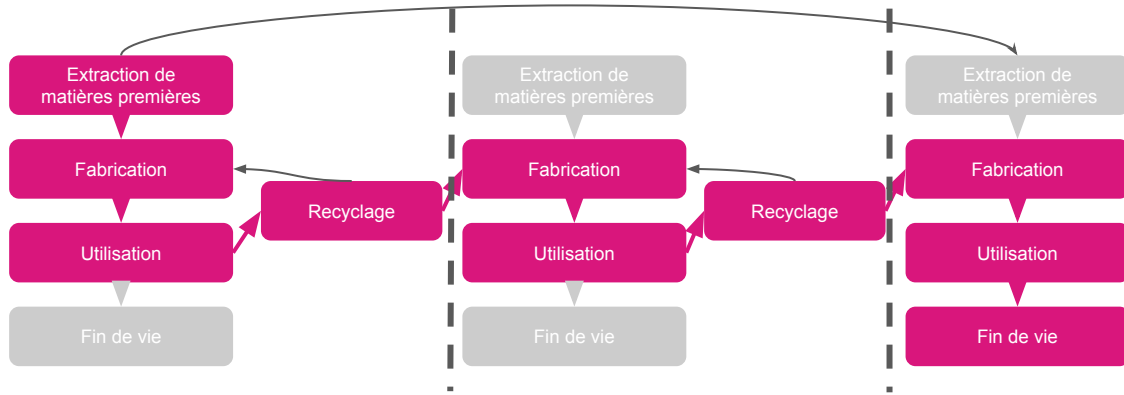 Extraction de
matières premières
Fabrication
Utilisation
Fin de vie
Recyclage
Extraction de
matières premières
Fabrication
Utilisation
Fin de vie
Recyclage
Extraction de
matières premières
Fabrication
Utilisation
Fin de vie